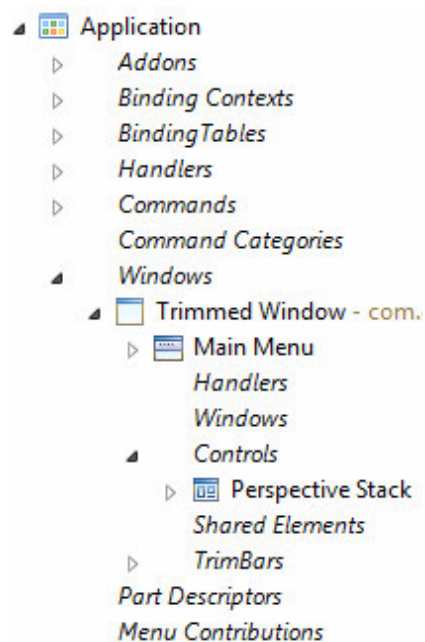 Application
Addons
Binding Contexts
BindingTables
Handlers
Commands
Command Categories
Windows
Trimmed Window - com.
Main Menu
Handlers
Windows
Controls
Perspective Stack
Shared Elements
TrimBars
Part Descriptors
Menu Contributions